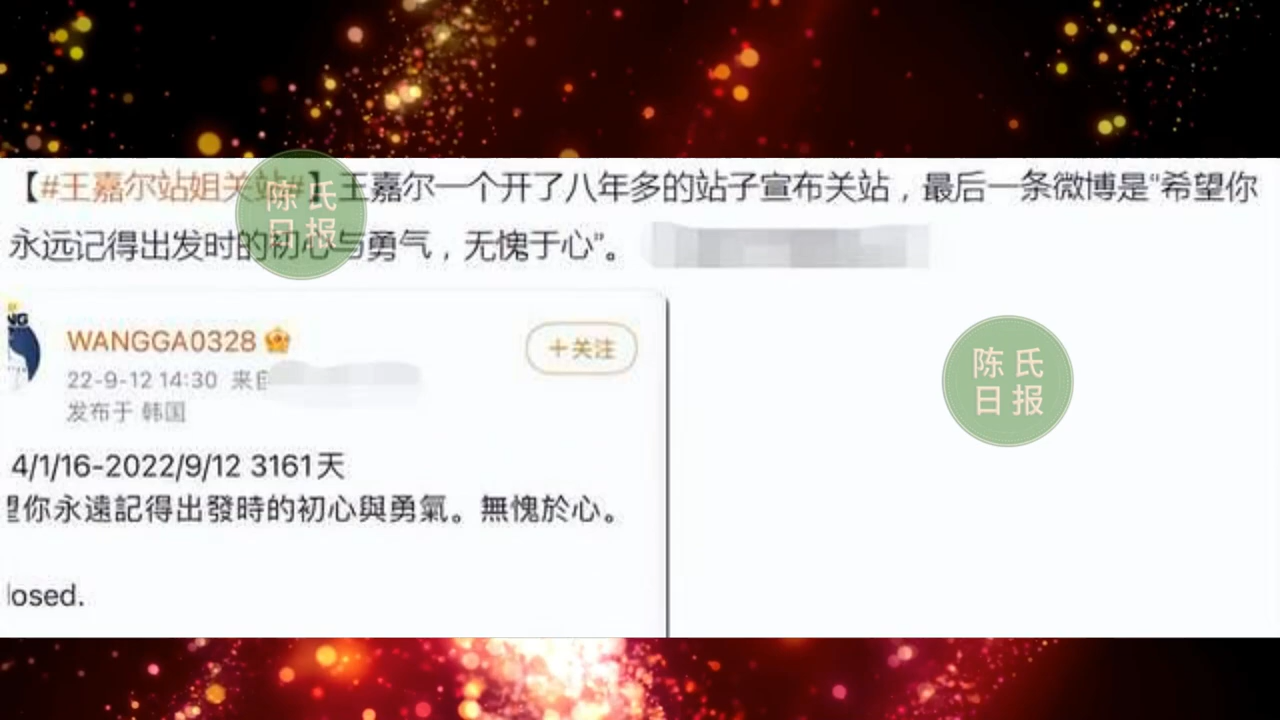 【#王嘉尔站姐关站#】王嘉尔一个开了八年多的站子宣布关站，最后一条微博是“希望你
永远记得出发时的初心与勇气，无愧于心”。
陈氏
日报
NG
WANGGA0328
+关注
22-9-12 14:30 来自
发布于 韩国
陈氏
日报
4/1/16-2022/9/12 3161天
望你永遠記得出發時的初心與勇氣。無愧於心。
losed.